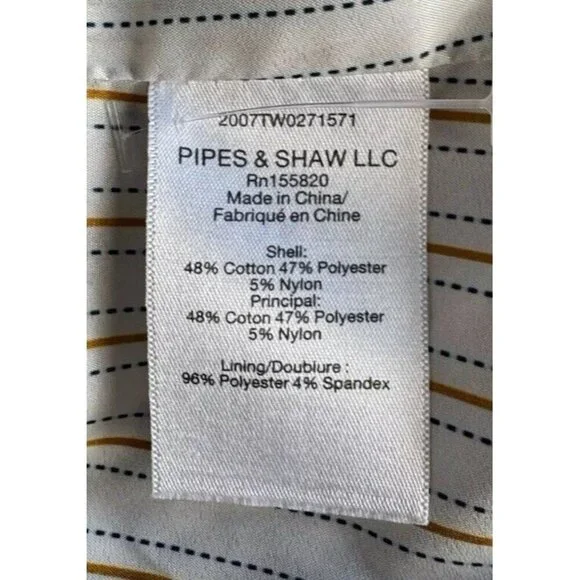 2007TW0271571
PIPES & SHAW LLC
Rn155820
Made in China/
Fabriqué en Chine
Shell:
48% Cotton 47% Polyester
5% Nylon
Principal:
48% Coton 47% Polyester
5% Nylon
Lining/Doublure :
96% Polyester 4% Spandex